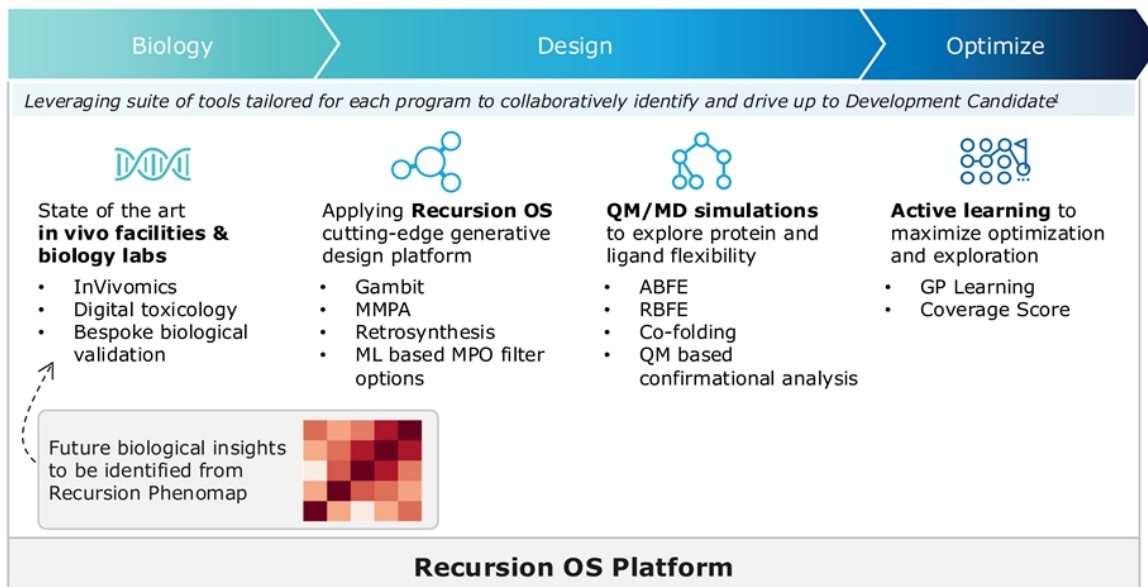 Biology
Design
Optimize
Leveraging suite of tools tailored for each program to collaboratively identify and drive up to Development Candidate¹
State of the art
in vivo facilities &
biology labs
• InVivomics
• Digital toxicology
• Bespoke biological
validation
Applying Recursion OS
cutting-edge generative
design platform
• Gambit
• MMPA
• Retrosynthesis
• ML based MPO filter
options
QM/MD simulations
to explore protein and
ligand flexibility
• ABFE
• RBFE
• Co-folding
• QM based
confirmational analysis
Active learning to
maximize optimization
and exploration
• GP Learning
• Coverage Score
Future biological insights
to be identified from
Recursion Phenomap
Recursion OS Platform